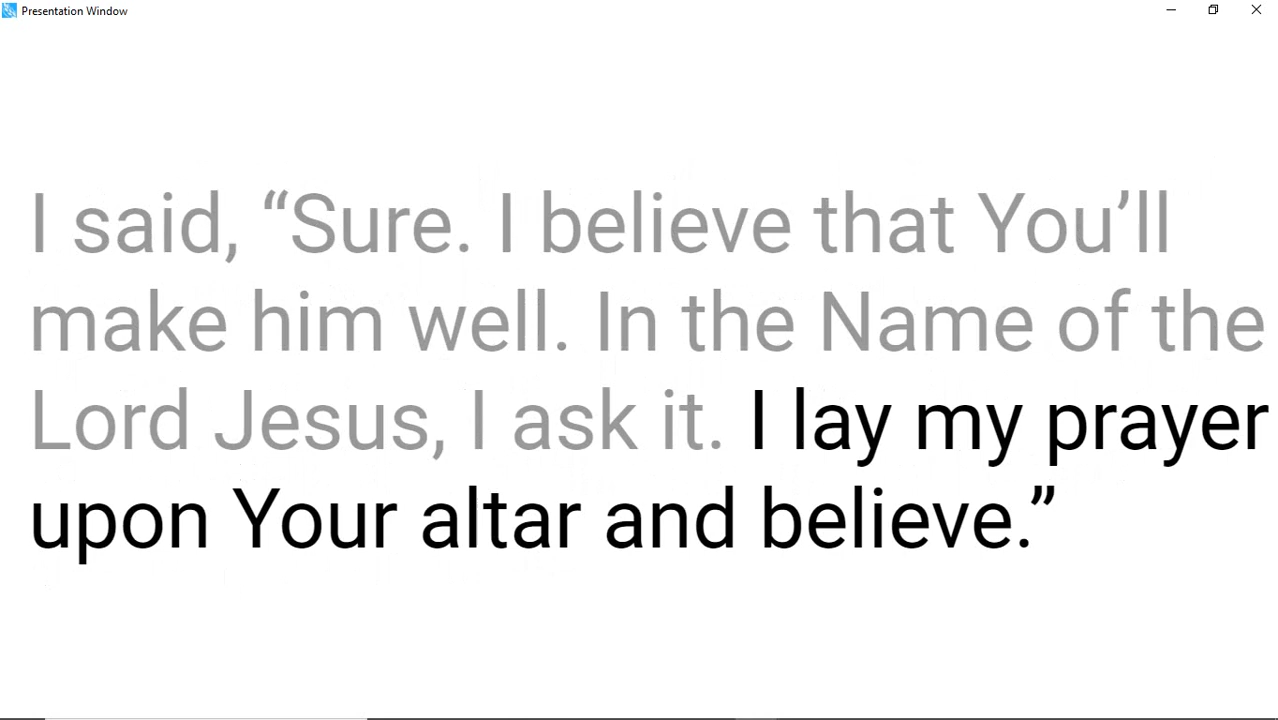 Presentation Window
I said, “Sure. I believe that You’ll
make him well. In the Name of the
Lord Jesus, I ask it. I lay my prayer
upon Your altar and believe.”